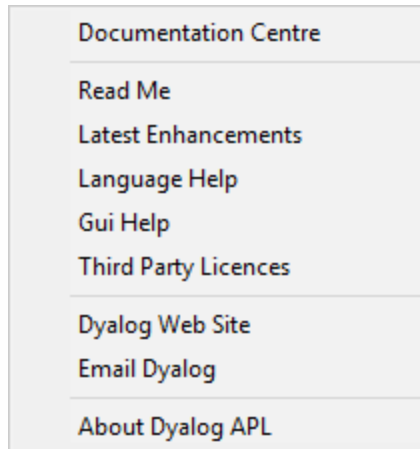 Documentation Centre
Read Me
Latest Enhancements
Language Help
Gui Help
Third Party Licences
Dyalog Web Site
Email Dyalog
About Dyalog APL